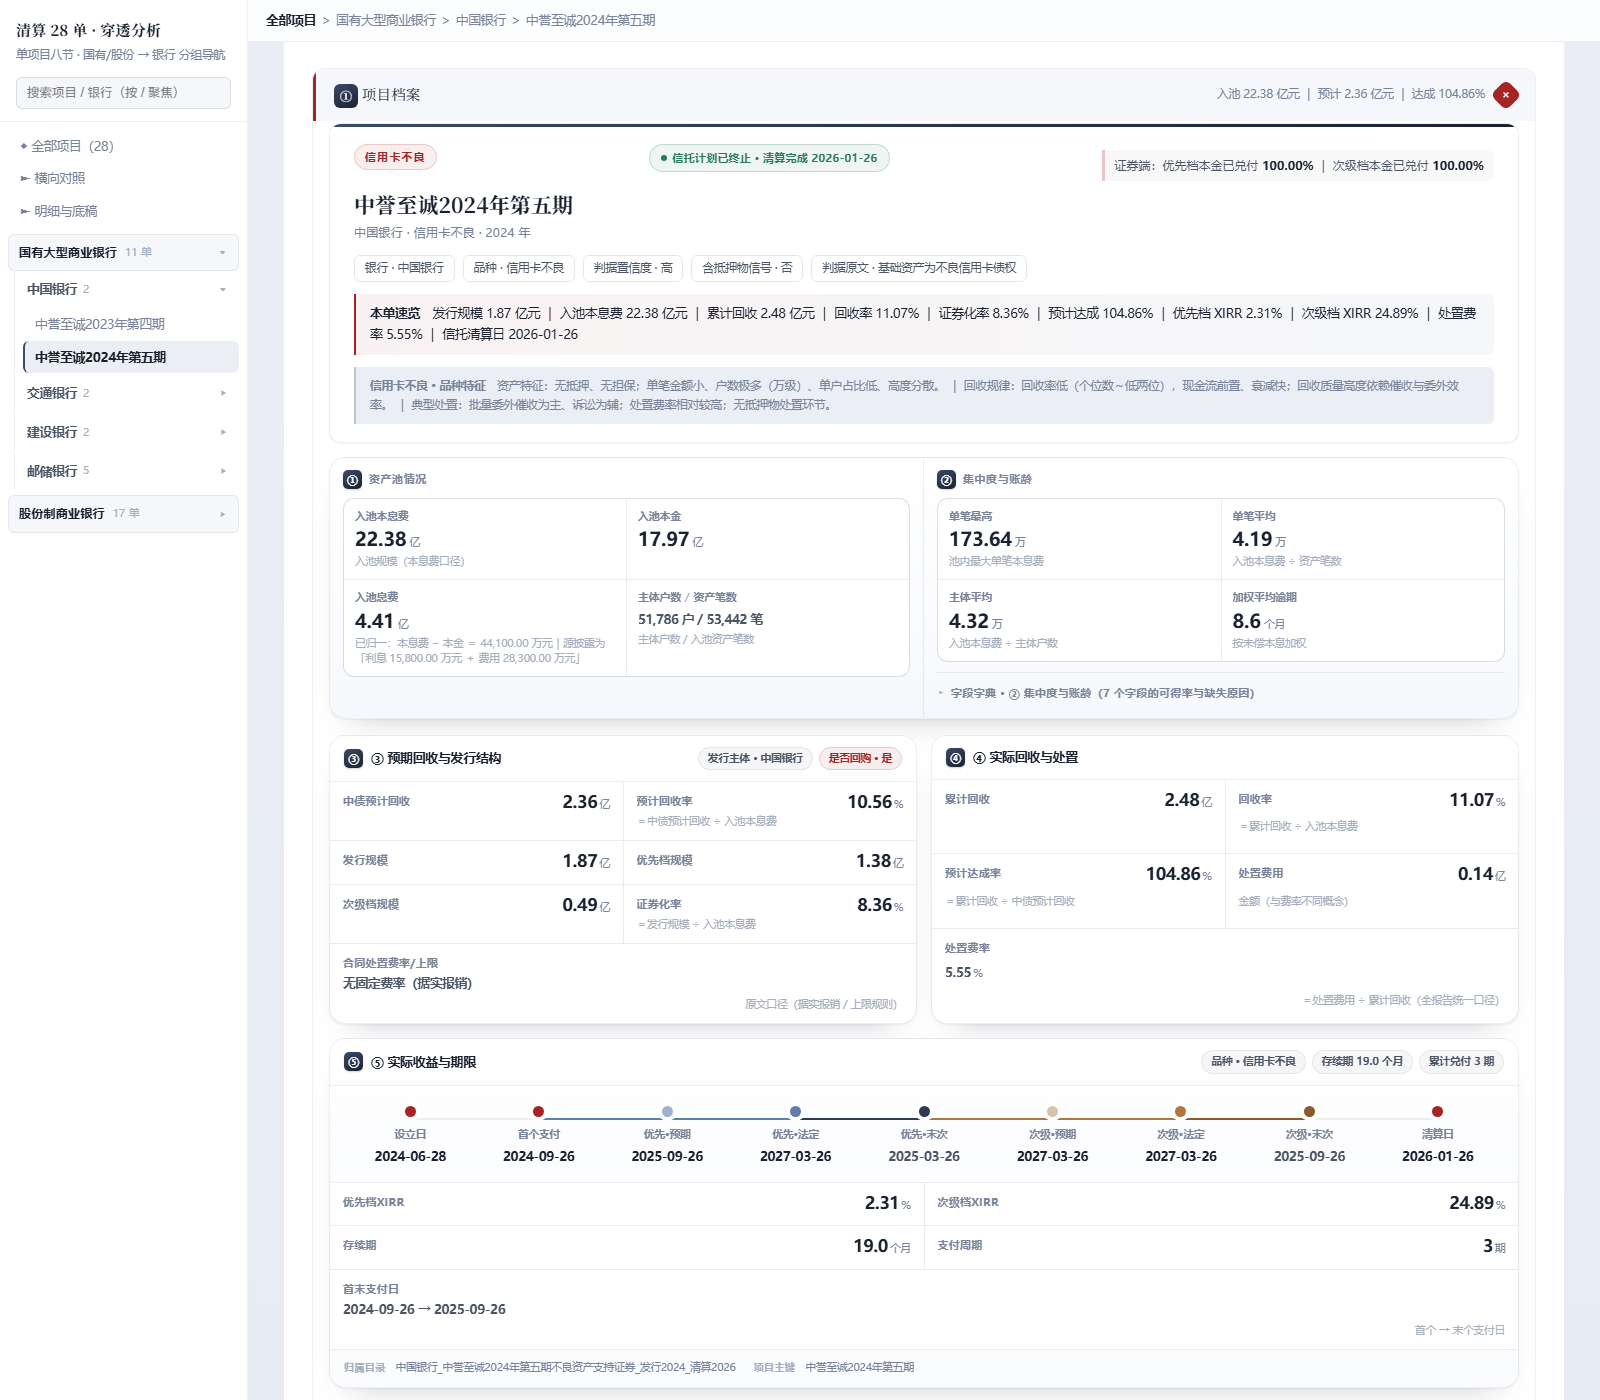 清算 28 单 · 穿透分析
单项目八节 · 国有/股份 → 银行 分组导航
搜索项目 / 银行（按 / 聚焦）
全部项目（28）
横向对照
明细与底稿
国有大型商业银行 11 单
中国银行 2
中誉至诚2023年第四期
中誉至诚2024年第五期
交通银行 2
建设银行 2
邮储银行 5
股份制商业银行 17 单
全部项目 > 国有大型商业银行 > 中国银行 > 中誉至诚2024年第五期
① 项目档案
入池 22.38 亿元 | 预计 2.36 亿元 | 达成 104.86%
信用卡不良
信托计划已终止 • 清算完成 2026-01-26
证券端：优先档本金已兑付 100.00% | 次级档本金已兑付 100.00%
中誉至诚2024年第五期
中国银行 · 信用卡不良 · 2024 年
银行 · 中国银行
品种 · 信用卡不良
判据置信度 · 高
含抵押物信号 · 否
判据原文 · 基础资产为不良信用卡债权
本单速览 发行规模 1.87 亿元 | 入池本息费 22.38 亿元 | 累计回收 2.48 亿元 | 回收率 11.07% | 证券化率 8.36% | 预计达成 104.86% | 优先档 XIRR 2.31% | 次级档 XIRR 24.89% | 处置费
率 5.55% | 信托清算日 2026-01-26
信用卡不良 • 品种特征 资产特征：无抵押、无担保；单笔金额小、户数极多（万级）、单户占比低、高度分散。 | 回收规律：回收率低（个位数~低两位），现金流前置、衰减快；回收质量高度依赖催收与委外效
率。 | 典型处置：批量委外催收为主、诉讼为辅；处置费率相对较高；无抵押物处置环节。
① 资产池情况
入池本息费
22.38 亿
入池规模（本息费口径）
入池本金
17.97 亿
入池息费
4.41 亿
已归一：本息费 − 本金 = 44,100.00 万元 | 源披露为
「利息 15,800.00 万元 + 费用 28,300.00 万元」
主体户数 / 资产笔数
51,786 户 / 53,442 笔
主体户数 / 入池资产笔数
② 集中度与账龄
单笔最高
173.64 万
池内最大单笔本息费
单笔平均
4.19 万
入池本息费 ÷ 资产笔数
主体平均
4.32 万
入池本息费 ÷ 主体户数
加权平均逾期
8.6 个月
按未偿本息加权
字段字典 • ② 集中度与账龄（7 个字段的可得率与缺失原因）
③ ③ 预期回收与发行结构
发行主体 • 中国银行
是否回购 • 是
中债预计回收 2.36 亿
预计回收率 10.56 %
= 中债预计回收 ÷ 入池本息费
发行规模 1.87 亿
优先档规模 1.38 亿
次级档规模 0.49 亿
证券化率 8.36 %
= 发行规模 ÷ 入池本息费
合同处置费率/上限
无固定费率（据实报销）
原文口径（据实报销 / 上限规则）
④ ④ 实际回收与处置
累计回收 2.48 亿
回收率 11.07 %
= 累计回收 ÷ 入池本息费
预计达成率 104.86 %
= 累计回收 ÷ 中债预计回收
处置费用 0.14 亿
金额（与费率不同概念）
处置费率
5.55 %
= 处置费用 ÷ 累计回收（全报告统一口径）
⑤ ⑤ 实际收益与期限
品种 • 信用卡不良
存续期 19.0 个月
累计兑付 3 期
设立日
2024-06-28
首个支付
2024-09-26
优先•预期
2025-09-26
优先•法定
2027-03-26
优先•末次
2025-03-26
次级•预期
2027-03-26
次级•法定
2027-03-26
次级•末次
2025-09-26
清算日
2026-01-26
优先档XIRR 2.31 %
次级档XIRR 24.89 %
存续期 19.0 个月
支付周期 3 期
首末支付日
2024-09-26 → 2025-09-26
首个 → 末个支付日
归属目录 中国银行_中誉至诚2024年第五期不良资产支持证券_发行2024_清算2026 项目主键 中誉至诚2024年第五期